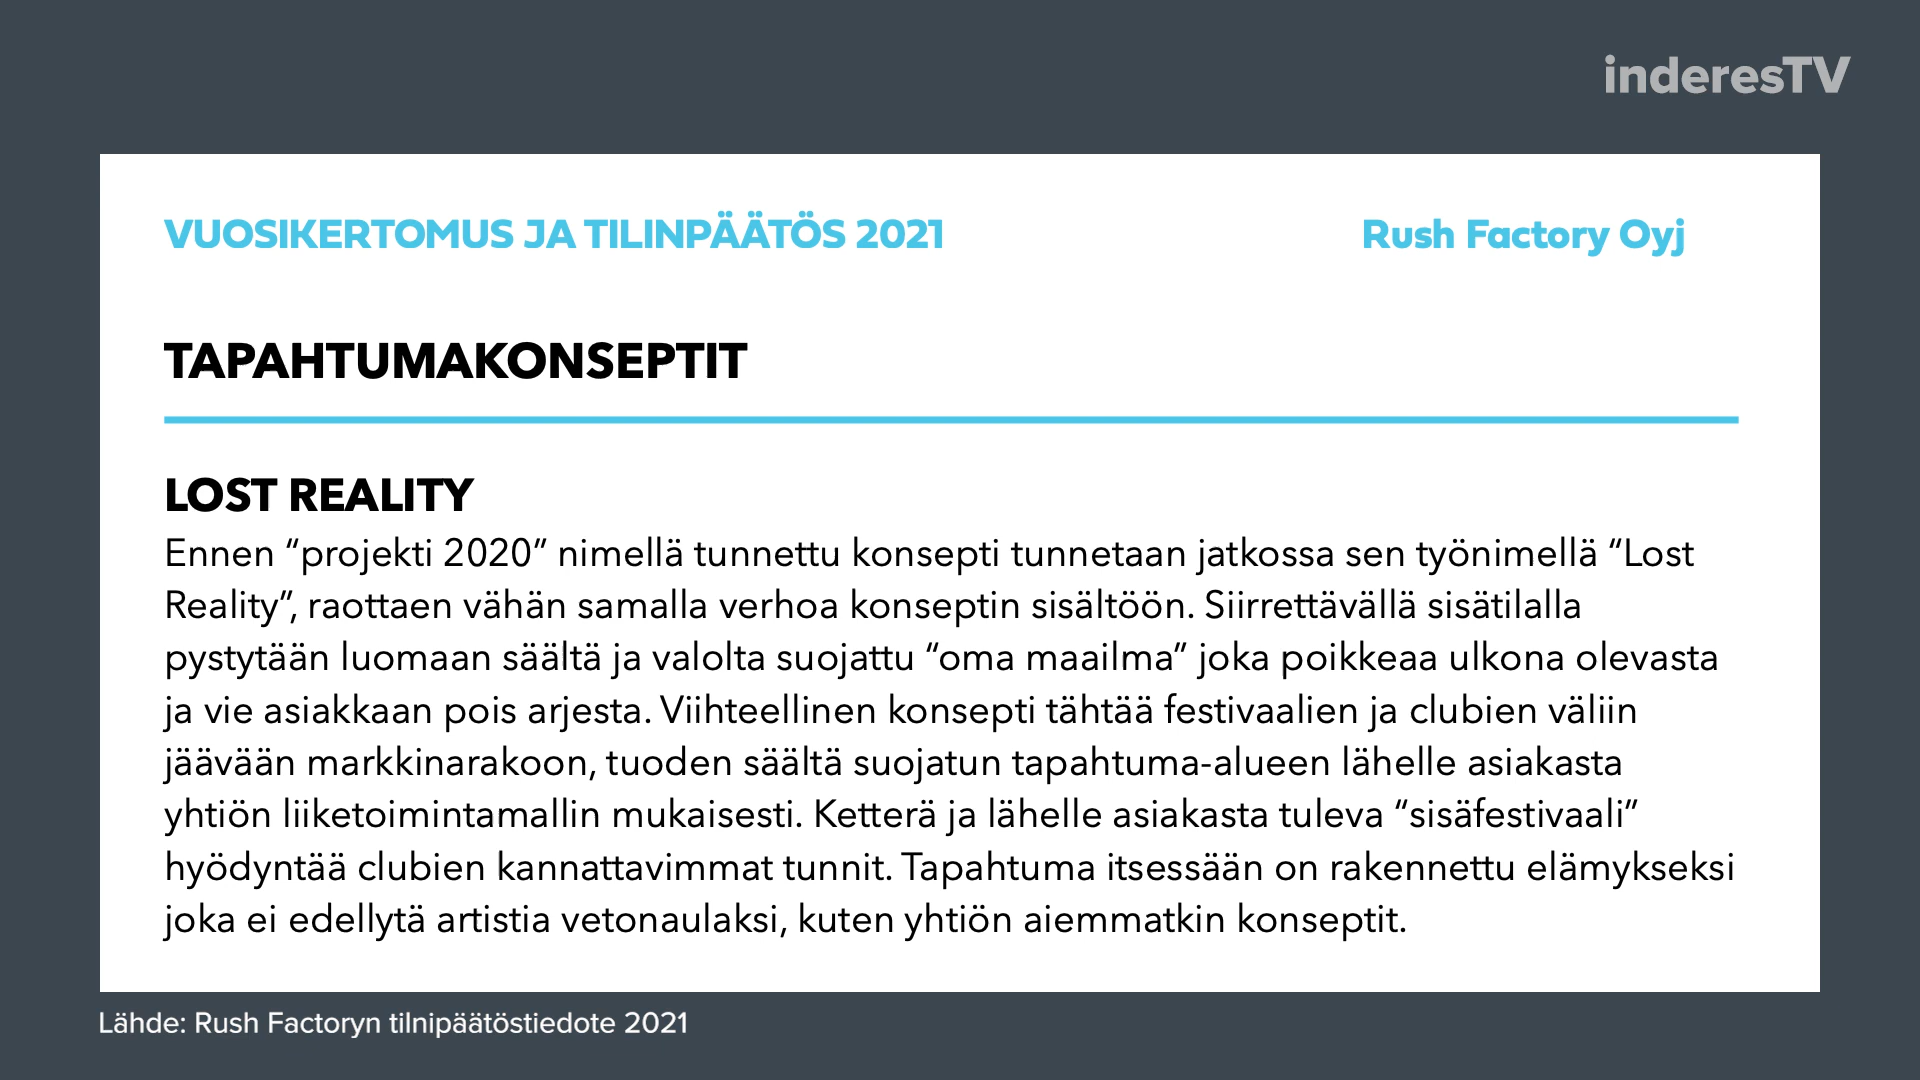 inderesTV
VUOSIKERTOMUS JA TILINPÄÄTÖS 2021
Rush Factory Oyj
TAPAHTUMAKONSEPTIT
LOST REALITY
Ennen “projekti 2020” nimellä tunnettu konsepti tunnetaan jatkossa sen työnimellä “Lost
Reality”, raottaen vähän samalla verhoa konseptin sisältöön. Siirrettävällä sisätilalla
pystytään luomaan säältä ja valolta suojattu “oma maailma” joka poikkeaa ulkona olevasta
ja vie asiakkaan pois arjesta. Viihteellinen konsepti tähtää festivaalien ja clubien väliin
jäävään markkinarakoon, tuoden säältä suojatun tapahtuma-alueen lähelle asiakasta
yhtiön liiketoimintamallin mukaisesti. Ketterä ja lähelle asiakasta tuleva “sisäfestivaali”
hyödyntää clubien kannattavimmat tunnit. Tapahtuma itsessään on rakennettu elämykseksi
joka ei edellytä artistia vetonaulaksi, kuten yhtiön aiemmatkin konseptit.
Lähde: Rush Factoryn tilnipäätöstiedote 2021